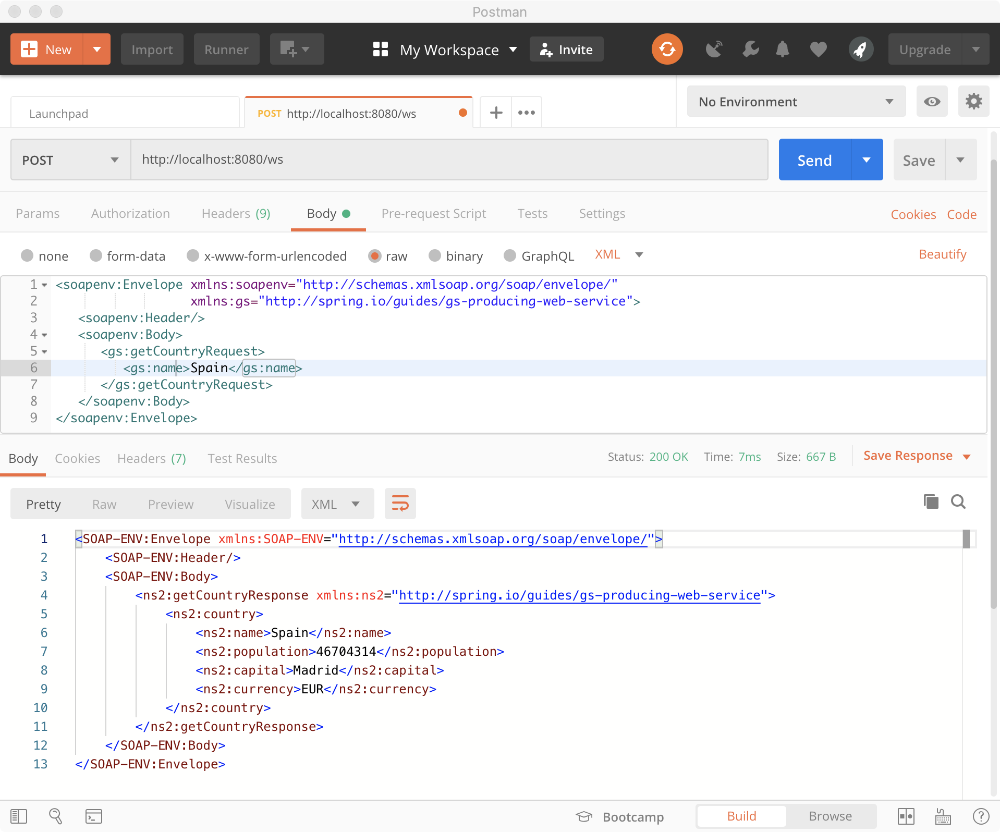 Postman
New Import Runner My Workspace Invite Upgrade
Launchpad POST http://localhost:8080/ws No Environment
POST http://localhost:8080/ws Send Save
Params Authorization Headers (9) Body Pre-request Script Tests Settings Cookies Code
none form-data x-www-form-urlencoded raw binary GraphQL XML Beautify
1 <soapenv:Envelope xmlns:soapenv="http://schemas.xmlsoap.org/soap/envelope/"
2 xmlns:gs="http://spring.io/guides/gs-producing-web-service">
3 <soapenv:Header/>
4 <soapenv:Body>
5 <gs:getCountryRequest>
6 <gs:name>Spain</gs:name>
7 </gs:getCountryRequest>
8 </soapenv:Body>
9 </soapenv:Envelope>
Body Cookies Headers (7) Test Results Status: 200 OK Time: 7ms Size: 667 B Save Response
Pretty Raw Preview Visualize XML
1 <SOAP-ENV:Envelope xmlns:SOAP-ENV="http://schemas.xmlsoap.org/soap/envelope/">
2 <SOAP-ENV:Header/>
3 <SOAP-ENV:Body>
4 <ns2:getCountryResponse xmlns:ns2="http://spring.io/guides/gs-producing-web-service">
5 <ns2:country>
6 <ns2:name>Spain</ns2:name>
7 <ns2:population>46704314</ns2:population>
8 <ns2:capital>Madrid</ns2:capital>
9 <ns2:currency>EUR</ns2:currency>
10 </ns2:country>
11 </ns2:getCountryResponse>
12 </SOAP-ENV:Body>
13 </SOAP-ENV:Envelope>
Bootcamp Build Browse